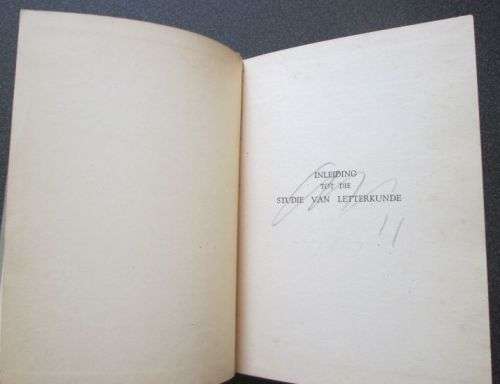 INLEIDING
TOT DIE
STUDIE VAN LETTERKUNDE
!!